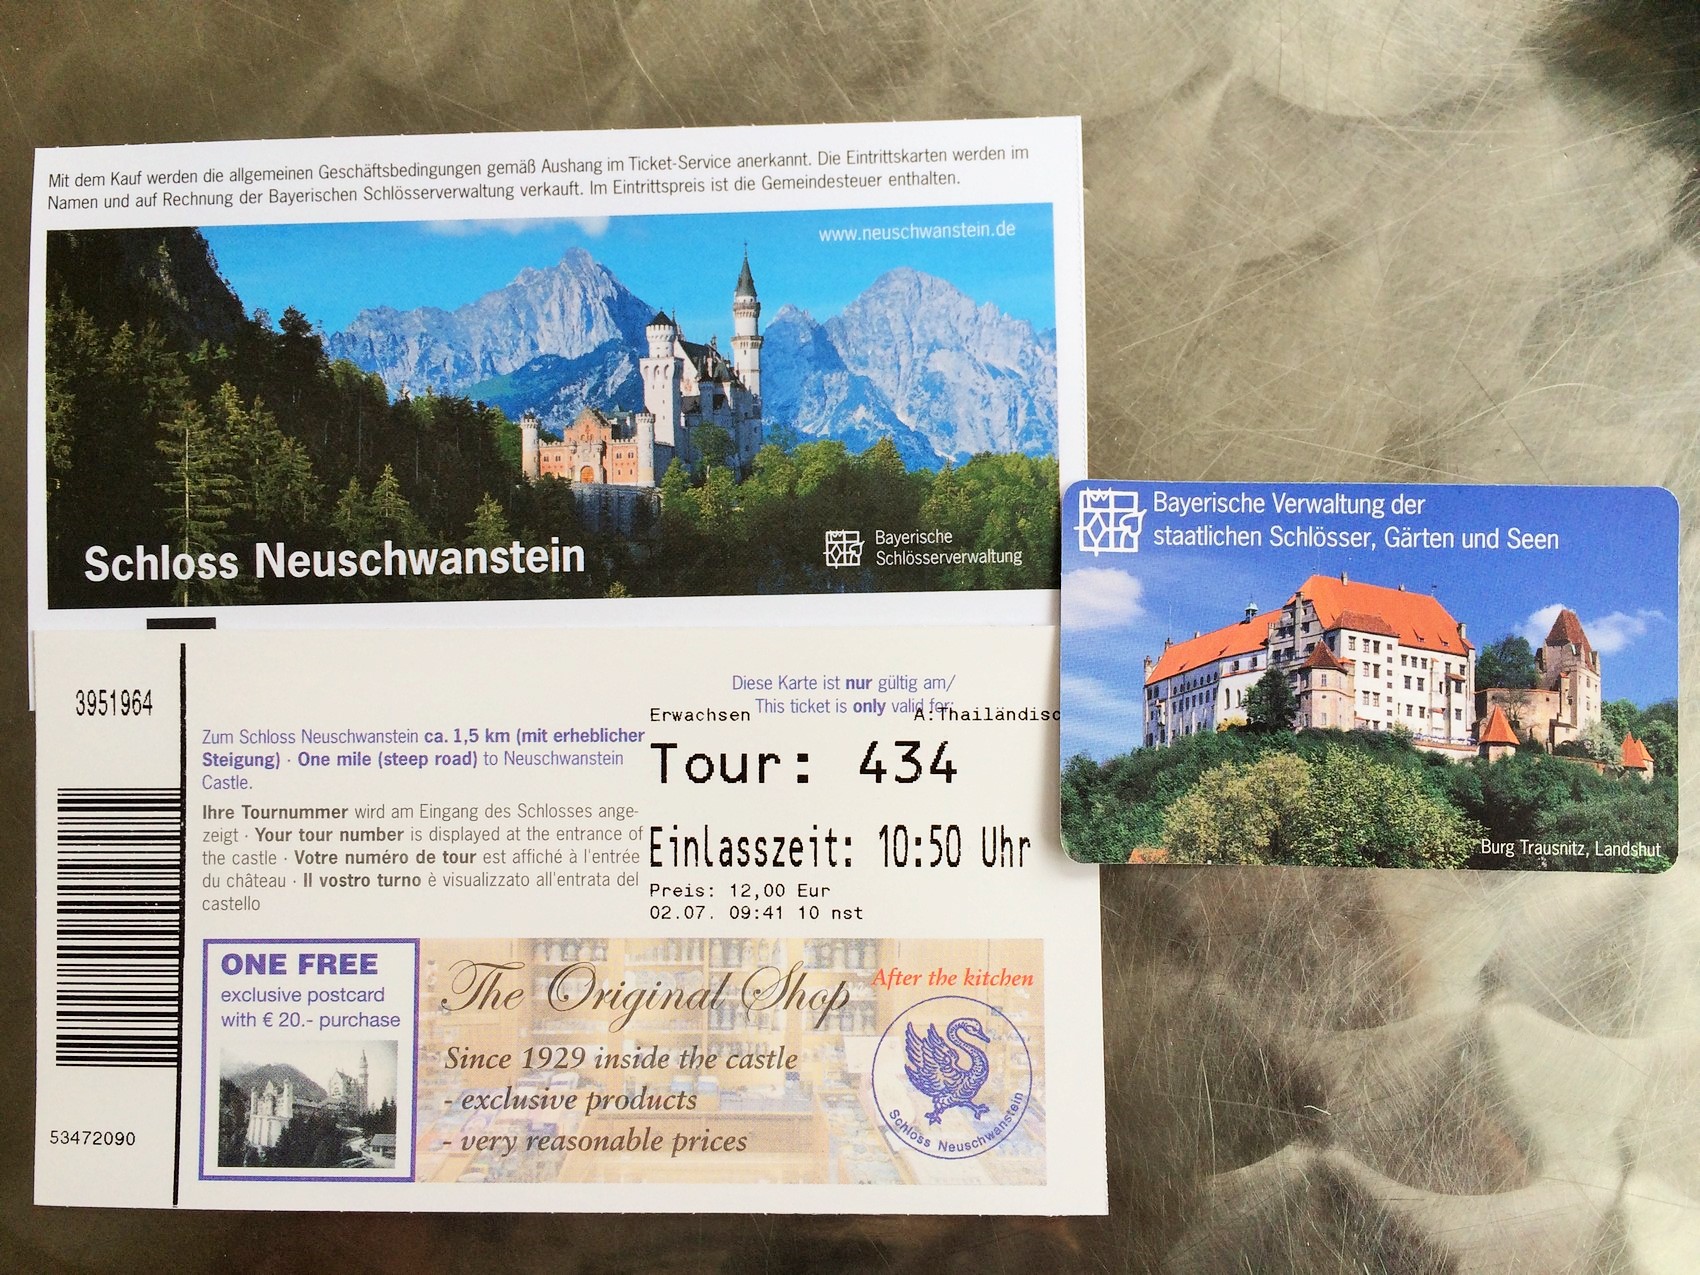 Mit dem Kauf werden die allgemeinen Geschäftsbedingungen gemäß Aushang im Ticket-Service anerkannt. Die Eintrittskarten werden im
Namen und auf Rechnung der Bayerischen Schlösserverwaltung verkauft. Im Eintrittspreis ist die Gemeindesteuer enthalten.
www.neuschwanstein.de
Schloss Neuschwanstein
Bayerische
Schlösserverwaltung
Bayerische Verwaltung der
staatlichen Schlösser, Gärten und Seen
Burg Trausnitz, Landshut
3951964
53472090
Diese Karte ist nur gültig am/
This ticket is only valid for:
Erwachsen A:Thailändisc
Tour: 434
Einlasszeit: 10:50 Uhr
Preis: 12,00 Eur
02.07. 09:41 10 nst
Zum Schloss Neuschwanstein ca. 1,5 km (mit erheblicher
Steigung) · One mile (steep road) to Neuschwanstein
Castle.
Ihre Tournummer wird am Eingang des Schlosses ange-
zeigt · Your tour number is displayed at the entrance of
the castle · Votre numéro de tour est affiché à l'entrée
du château · Il vostro turno è visualizzato all'entrata del
castello
ONE FREE
exclusive postcard
with € 20.- purchase
The Original Shop
After the kitchen
Since 1929 inside the castle
- exclusive products
- very reasonable prices
Schloss Neuschwanstein